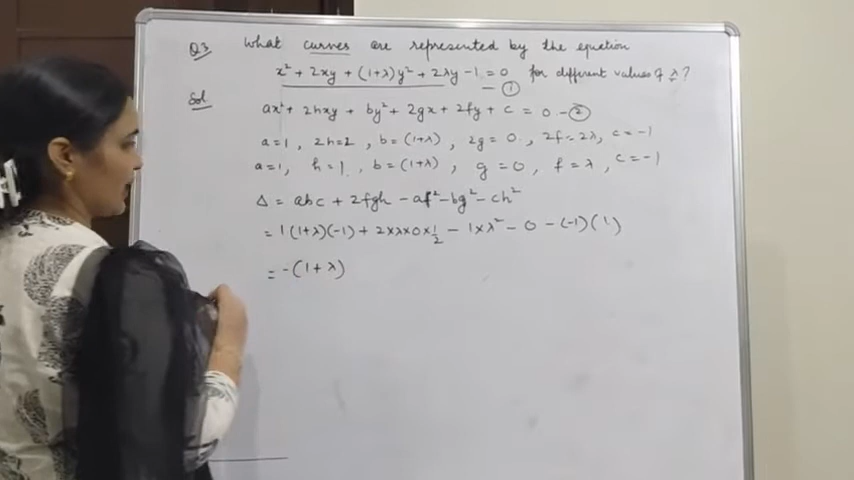 Q3 What curves are represented by the equation
x² + 2xy + (1+λ)y² + 2λy - 1 = 0 for different values of λ?
- ①
Sol ax² + 2hxy + by² + 2gx + 2fy + c = 0 - ②
a=1, 2h=2, b=(1+λ), 2g=0, 2f=2λ, c=-1
a=1, h=1, b=(1+λ), g=0, f=λ, c=-1
Δ = abc + 2fgh - af² - bg² - ch²
= 1(1+λ)(-1) + 2×λ×0×1/2 - 1×λ² - 0 - (-1)(1)
= -(1+λ)